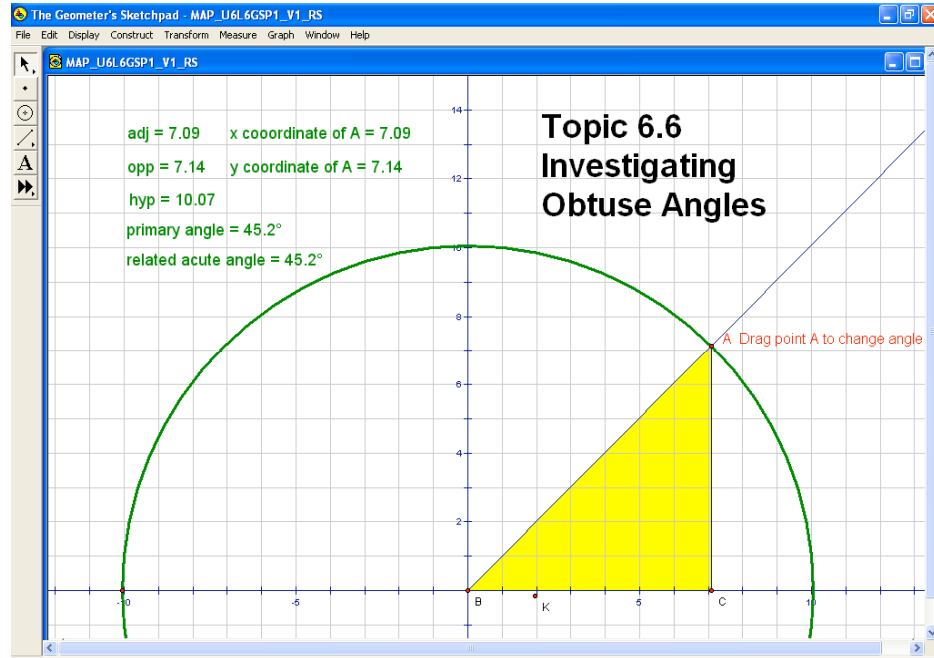 The Geometer's Sketchpad - MAP_U6L6GSP1_V1_RS
File Edit Display Construct Transform Measure Graph Window Help
MAP_U6L6GSP1_V1_RS
adj = 7.09 x cooordinate of A = 7.09
opp = 7.14 y coordinate of A = 7.14
hyp = 10.07
primary angle = 45.2°
related acute angle = 45.2°
Topic 6.6
Investigating
Obtuse Angles
14
12
10
8
A Drag point A to change angle
6
4
2
-10 -5 B K 5 C 10
A